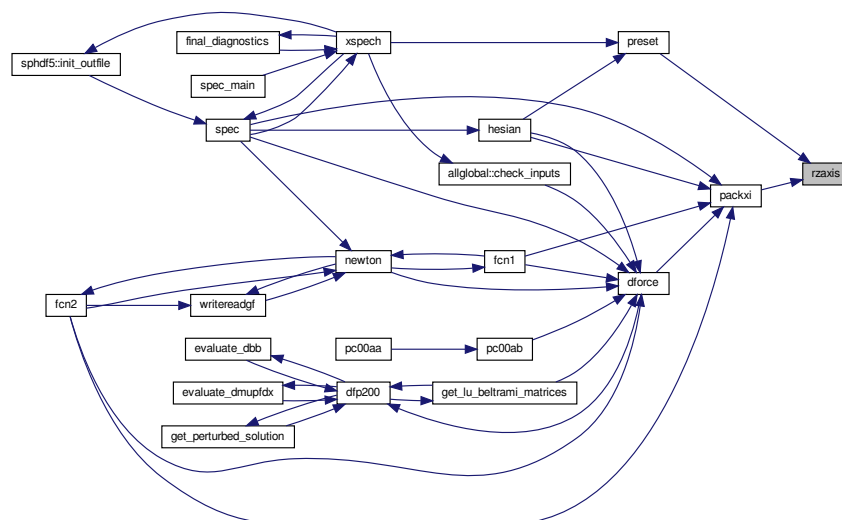 final_diagnostics
xspech
preset
sphdf5::init_outfile
spec_main
spec
hesian
allglobal::check_inputs
rzaxis
packxi
newton
fcn1
dforce
fcn2
writereadgf
evaluate_dbb
pc00aa
pc00ab
evaluate_dmupfdx
dfp200
get_lu_beltrami_matrices
get_perturbed_solution